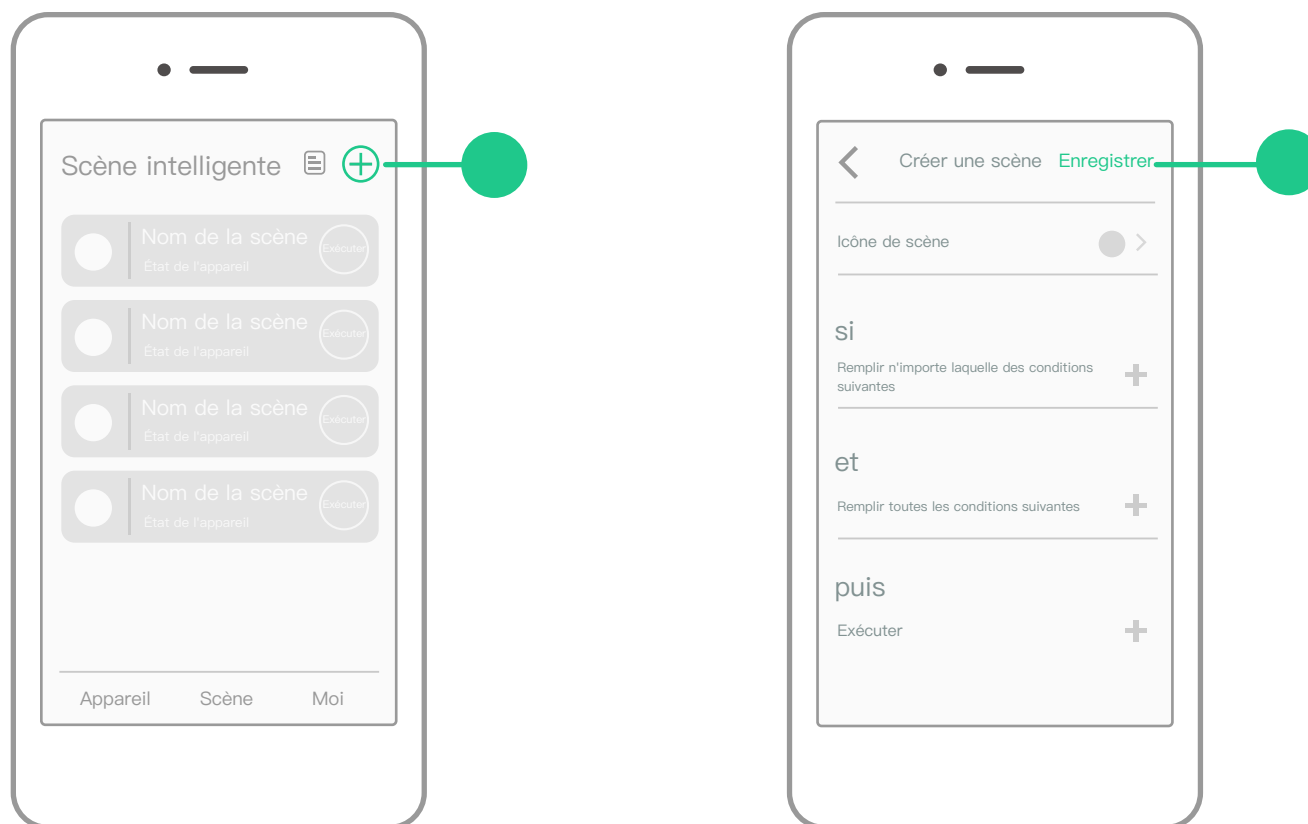 Scène intelligente
Nom de la scène
Exécuter
État de l'appareil
Nom de la scène
Exécuter
État de l'appareil
Nom de la scène
Exécuter
État de l'appareil
Nom de la scène
Exécuter
État de l'appareil
Appareil Scène Moi
Créer une scène Enregistrer
Icône de scène
si
Remplir n'importe laquelle des conditions
suivantes
et
Remplir toutes les conditions suivantes
puis
Exécuter